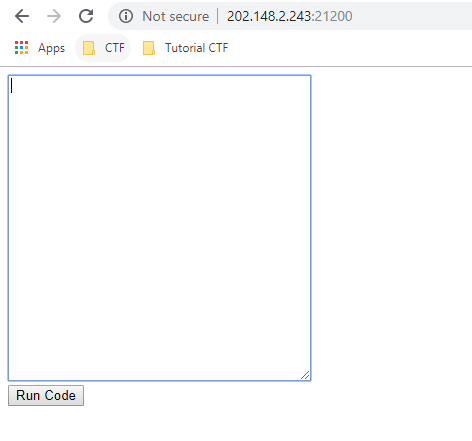 Not secure | 202.148.2.243:21200
Apps CTF Tutorial CTF
Run Code